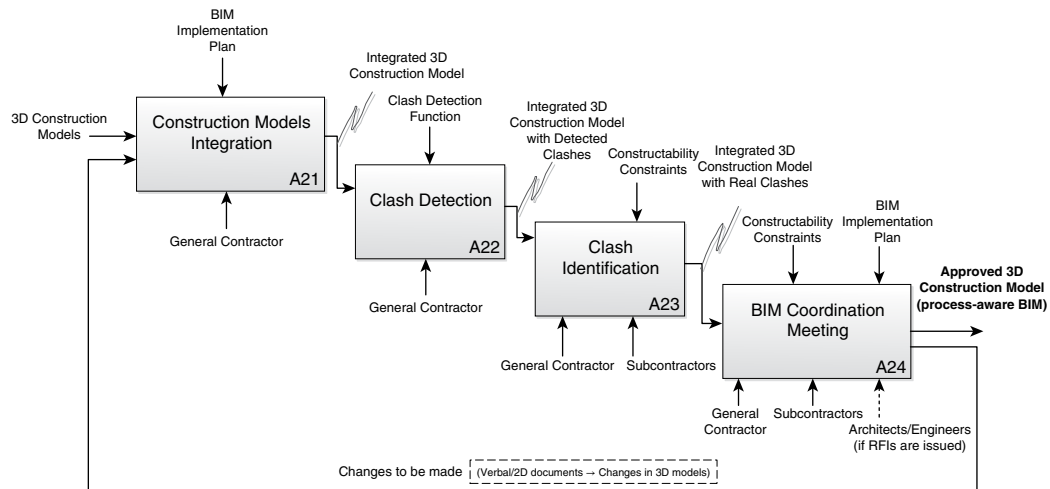 BIM
Implementation
Plan
3D Construction
Models
Construction Models
Integration
A21
General Contractor
Integrated 3D
Construction Model
Clash Detection
Function
Clash Detection
A22
General Contractor
Integrated 3D
Construction Model
with Detected
Clashes
Constructability
Constraints
Clash
Identification
A23
General Contractor
Subcontractors
Integrated 3D
Construction Model
with Real Clashes
Constructability
Constraints
BIM
Implementation
Plan
BIM Coordination
Meeting
A24
General
Contractor
Subcontractors
Architects/Engineers
(if RFIs are issued)
Approved 3D
Construction Model
(process-aware BIM)
Changes to be made (Verbal/2D documents → Changes in 3D models)